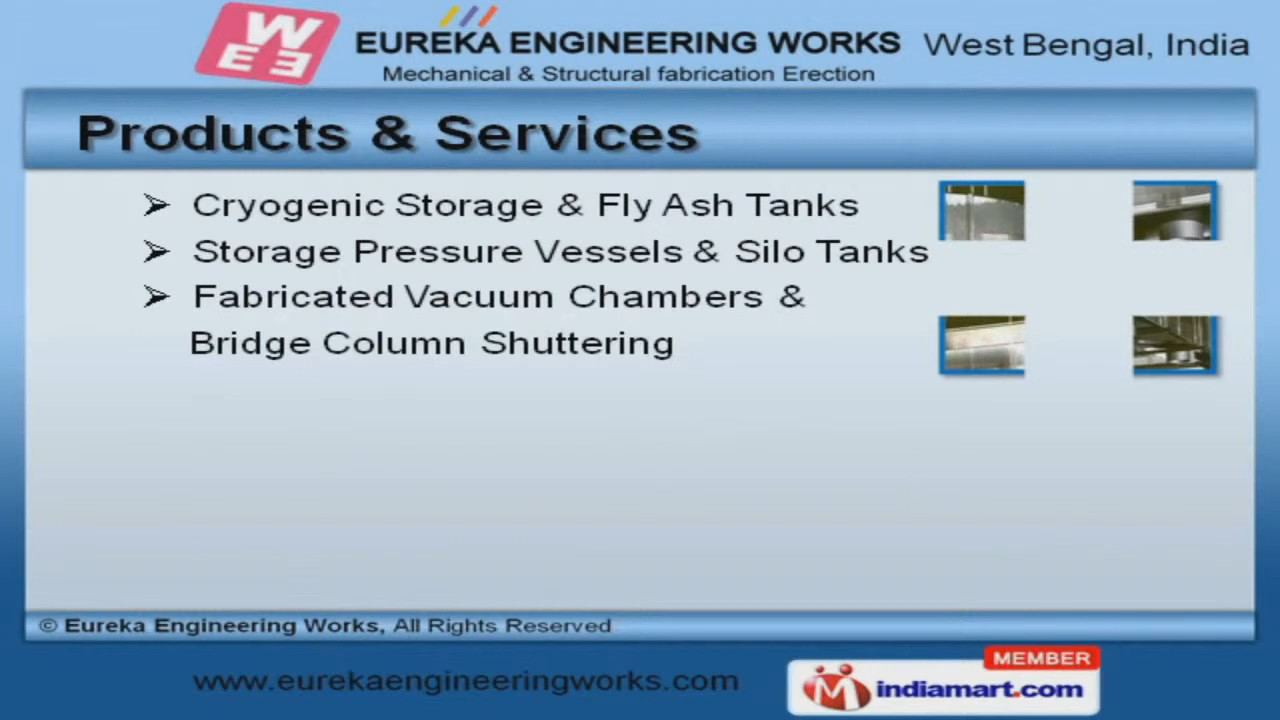 WEE
EUREKA ENGINEERING WORKS West Bengal, India
Mechanical & Structural fabrication Erection
Products & Services
➢ Cryogenic Storage & Fly Ash Tanks
➢ Storage Pressure Vessels & Silo Tanks
➢ Fabricated Vacuum Chambers &
Bridge Column Shuttering
© Eureka Engineering Works, All Rights Reserved
www.eurekaengineeringworks.com
MEMBER
indiamart.com